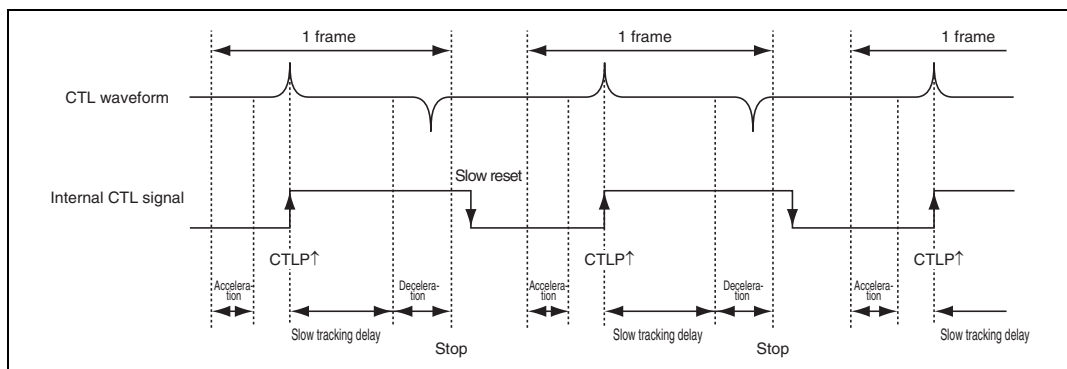 1 frame 1 frame 1 frame
CTL waveform
Slow reset
Internal CTL signal
CTLP↑ CTLP↑ CTLP↑
Accelera-
tion
Decelera-
tion
Accelera-
tion
Decelera-
tion
Accelera-
tion
Slow tracking delay Slow tracking delay Slow tracking delay
Stop Stop